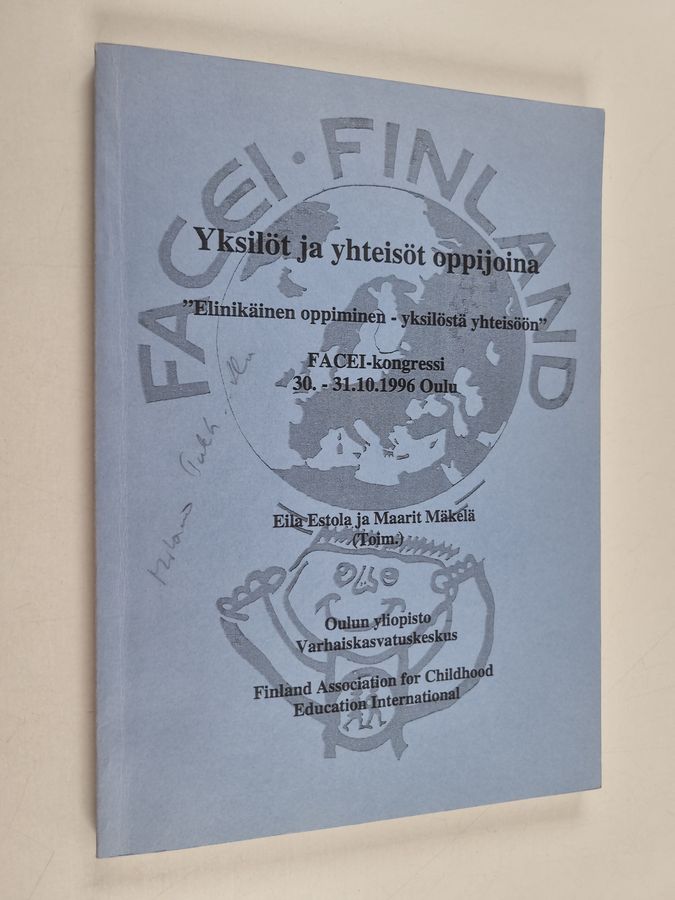 FACEI · FINLAND
Yksilöt ja yhteisöt oppijoina
”Elinikäinen oppiminen - yksilöstä yhteisöön”
FACEI-kongressi
30. - 31.10.1996 Oulu
Eila Estola ja Maarit Mäkelä
(Toim.)
Oulun yliopisto
Varhaiskasvatuskeskus
Finland Association for Childhood
Education International